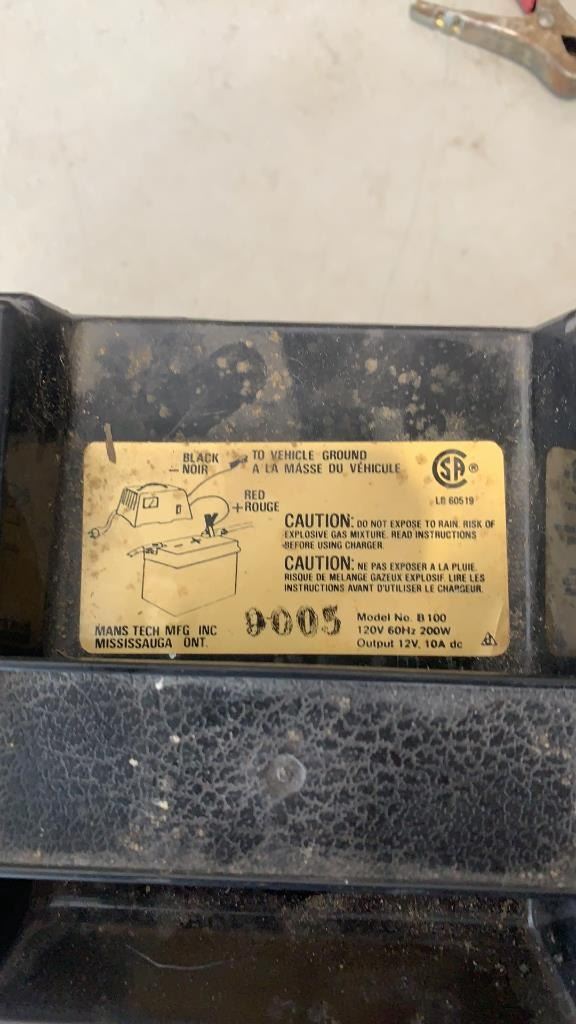 BLACK
- NOIR
TO VEHICLE GROUND
A LA MASSE DU VÉHICULE
RED
+ ROUGE
SA ®
LR 60519
CAUTION: DO NOT EXPOSE TO RAIN. RISK OF
EXPLOSIVE GAS MIXTURE. READ INSTRUCTIONS
BEFORE USING CHARGER.
CAUTION: NE PAS EXPOSER A LA PLUIE.
RISQUE DE MELANGE GAZEUX EXPLOSIF. LIRE LES
INSTRUCTIONS AVANT D'UTILISER LE CHARGEUR.
MANS TECH MFG INC
MISSISSAUGA ONT.
9005
Model No. B100
120V 60Hz 200W
Output 12V, 10A dc